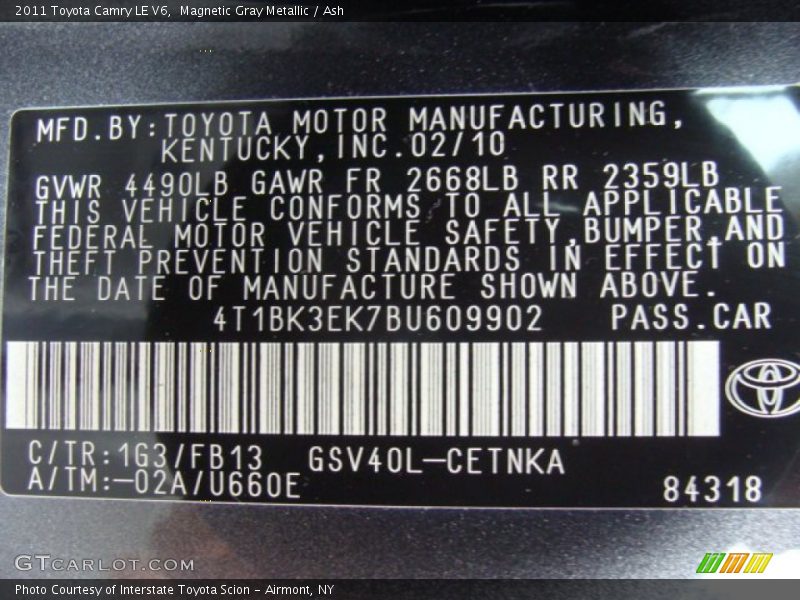 2011 Toyota Camry LE V6,  Magnetic Gray Metallic / Ash
MFD.BY:TOYOTA MOTOR MANUFACTURING,
KENTUCKY,INC.02/10
GVWR 4490LB GAWR FR 2668LB RR 2359LB
THIS VEHICLE CONFORMS TO ALL APPLICABLE
FEDERAL MOTOR VEHICLE SAFETY,BUMPER,AND
THEFT PREVENTION STANDARDS IN EFFECT ON
THE DATE OF MANUFACTURE SHOWN ABOVE.
4T1BK3EK7BU609902 PASS.CAR
C/TR:1G3/FB13 GSV40L-CETNKA
A/TM:-02A/U660E 84318
GTCARLOT.COM
Photo Courtesy of Interstate Toyota Scion - Airmont, NY